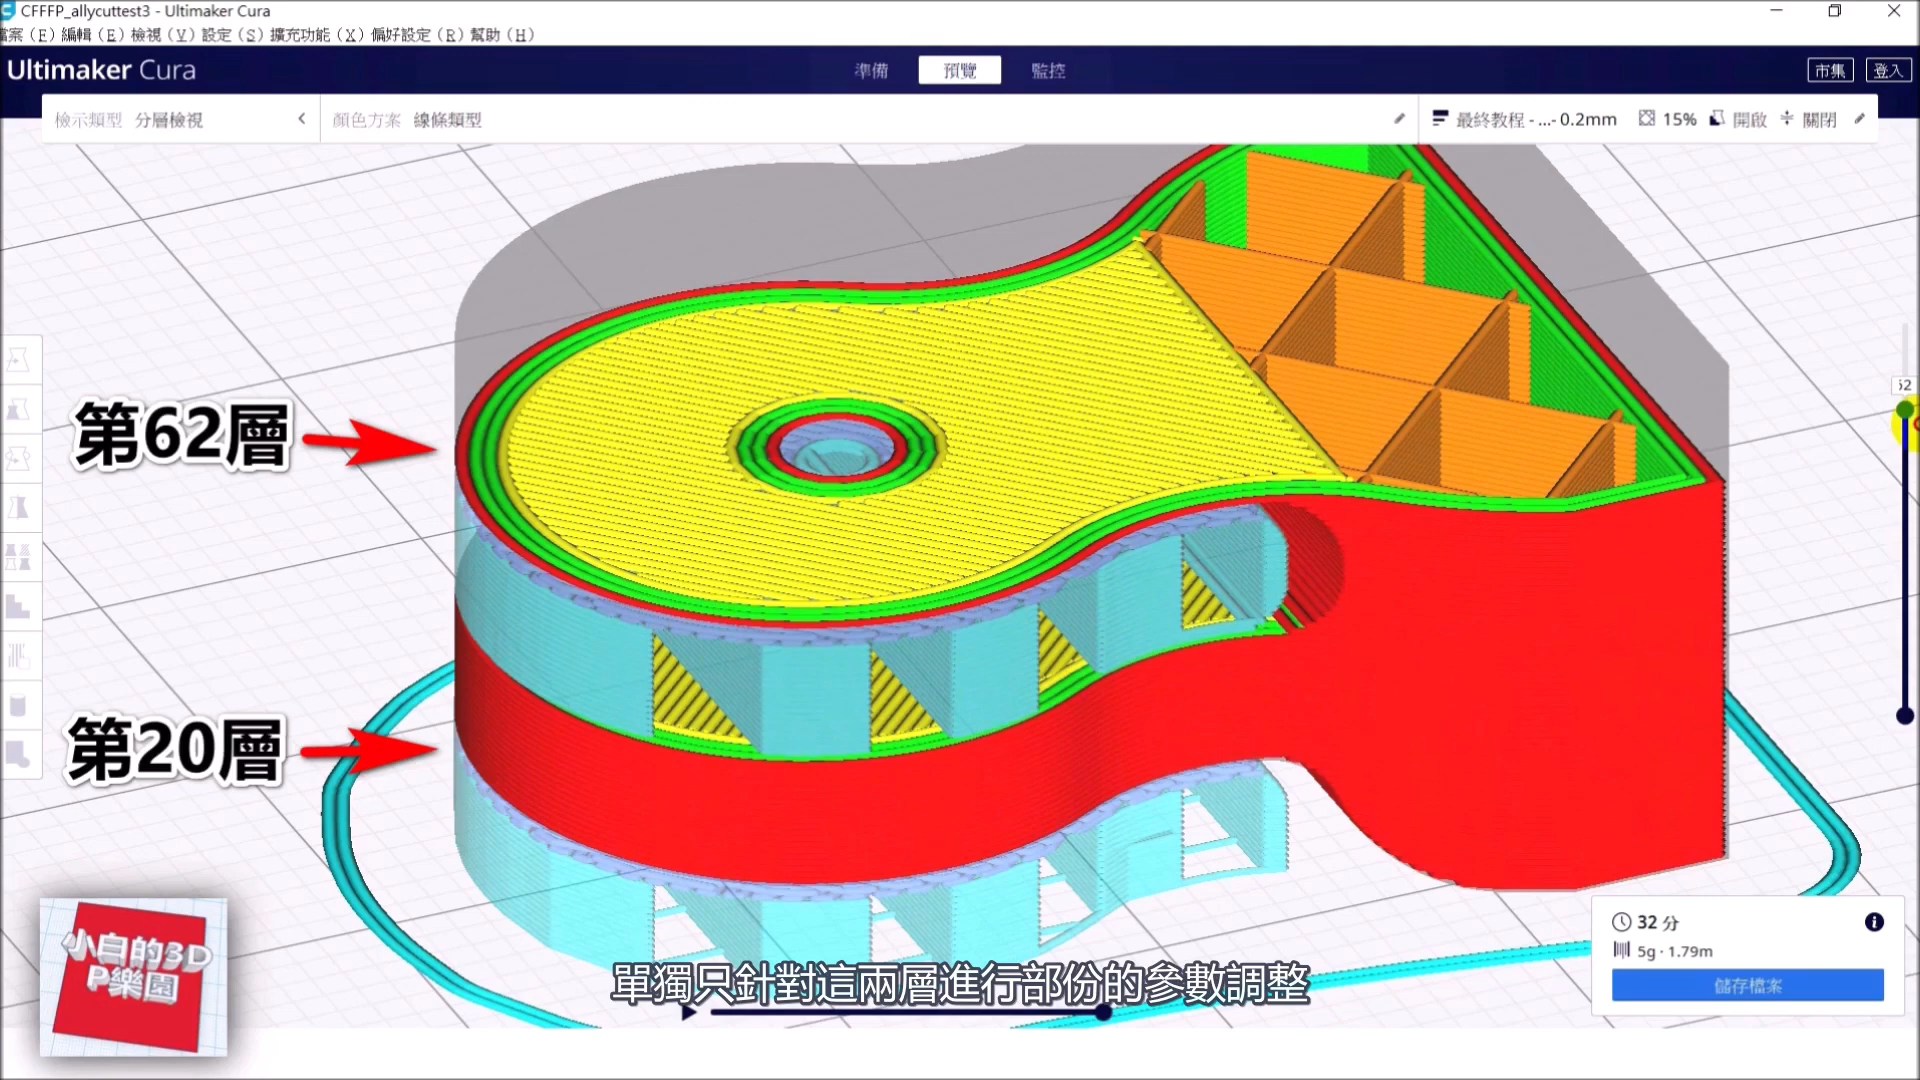 CFFFP_allycuttest3 - Ultimaker Cura
檔案 (F) 編輯 (E) 檢視 (V) 設定 (S) 擴充功能 (X) 偏好設定 (R) 幫助 (H)
Ultimaker Cura
準備 預覽 監控
市集 登入
檢示類型 分層檢視
顏色方案 線條類型
最終教程 - ...- 0.2mm 15% 開啟 關閉
62
第62層
第20層
32 分
5g · 1.79m
儲存檔案
小白的3D
P樂園
單獨只針對這兩層進行部份的參數調整